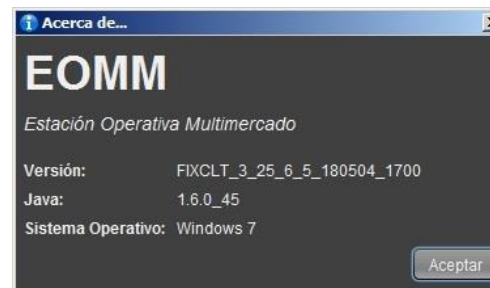 Acerca de...
EOMM
Estación Operativa Multimercado
Versión: FIXCLT_3_25_6_5_180504_1700
Java: 1.6.0_45
Sistema Operativo: Windows 7
Aceptar